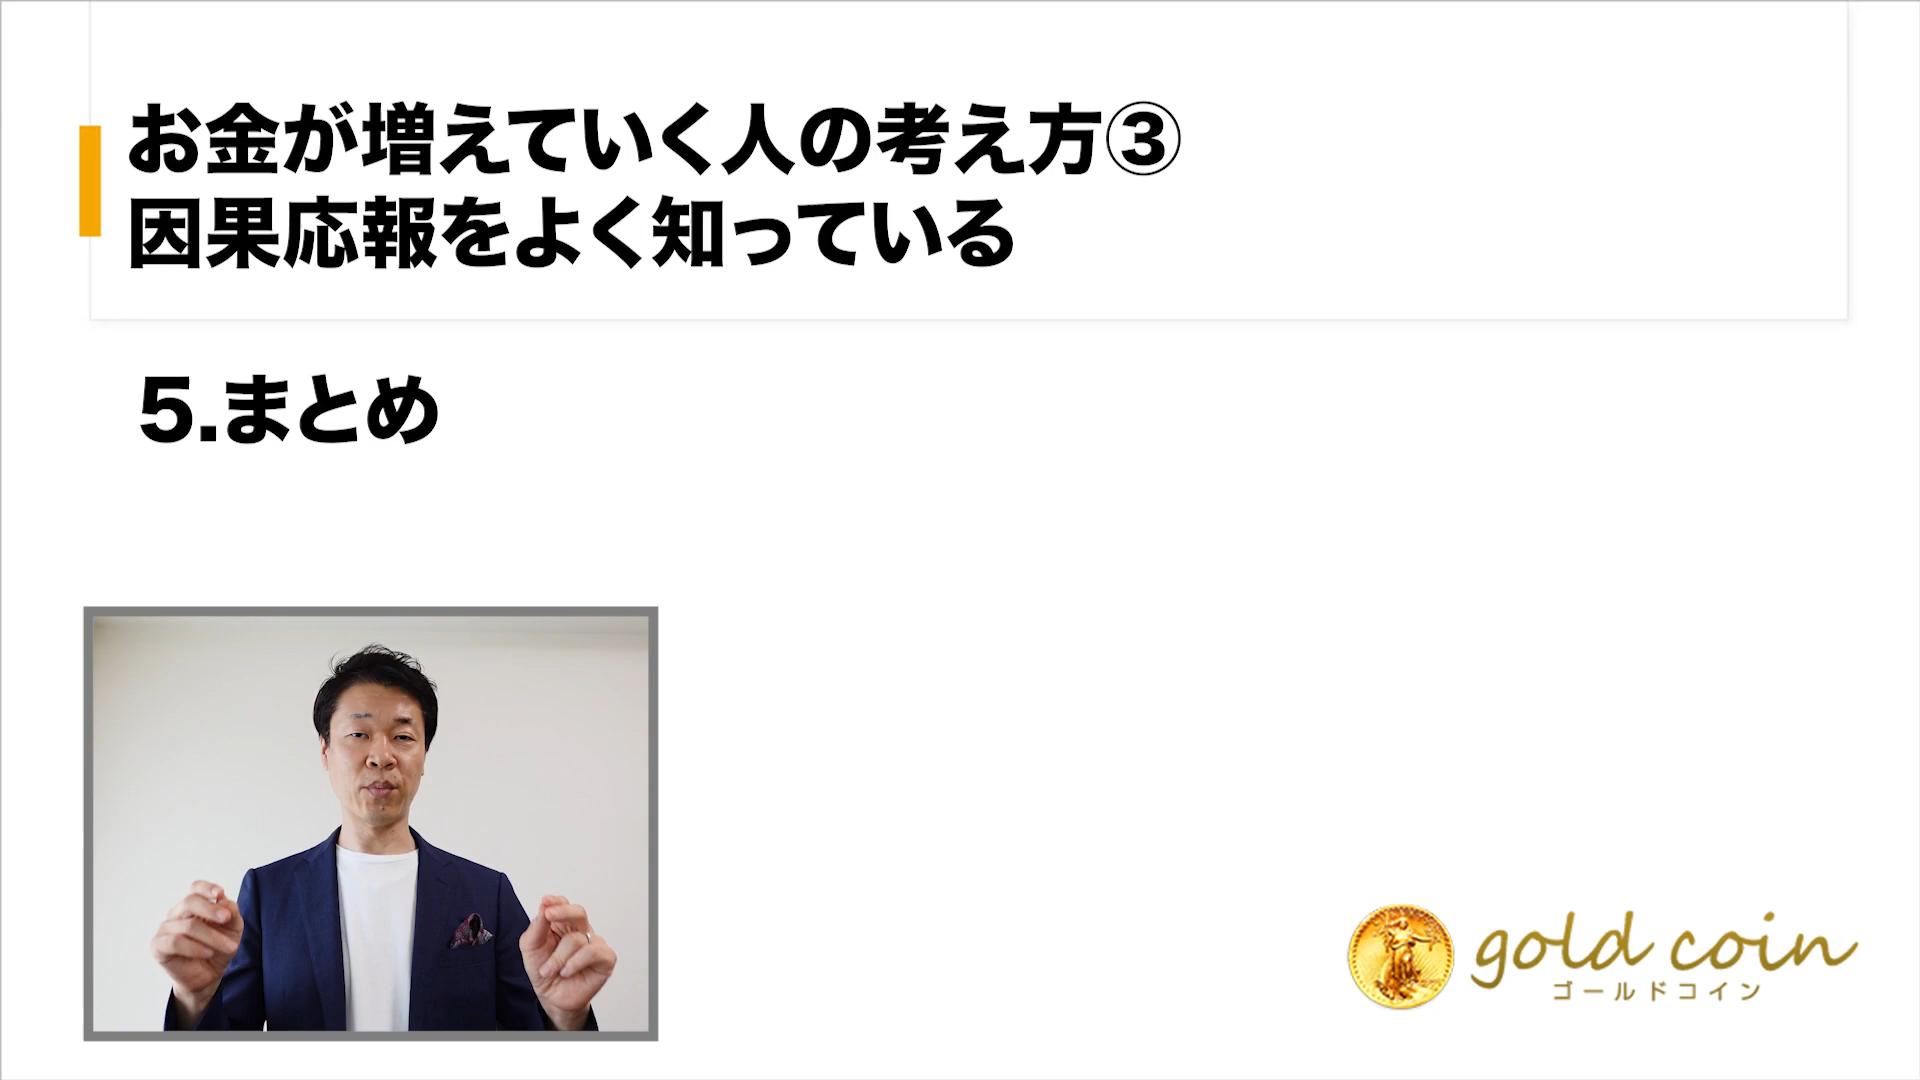 お金が増えていく人の考え方③
因果応報をよく知っている
5.まとめ
gold coin
ゴールドコイン